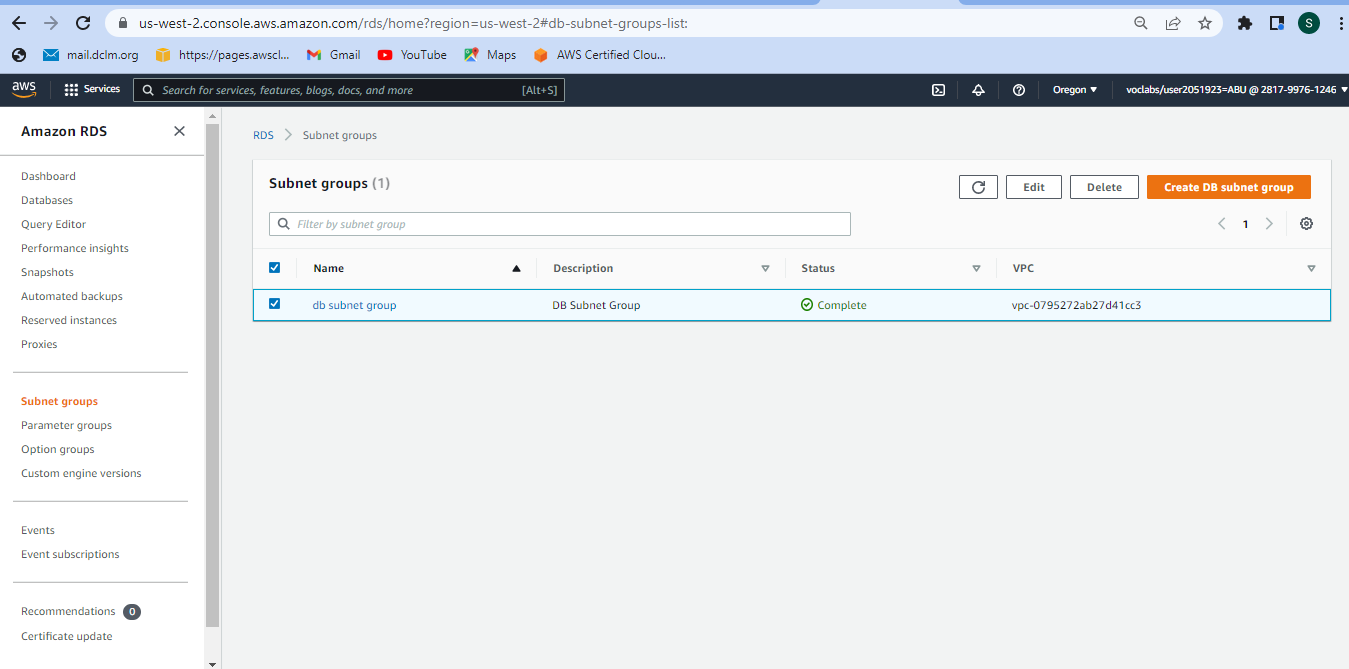 us-west-2.console.aws.amazon.com/rds/home?region=us-west-2#db-subnet-groups-list:
S
mail.dclm.org https://pages.awscl... Gmail YouTube Maps AWS Certified Clou...
aws Services Search for services, features, blogs, docs, and more [Alt+S] Oregon ▼ voclabs/user2051923=ABU @ 2817-9976-1246 ▼
Amazon RDS
Dashboard
Databases
Query Editor
Performance insights
Snapshots
Automated backups
Reserved instances
Proxies
Subnet groups
Parameter groups
Option groups
Custom engine versions
Events
Event subscriptions
Recommendations 0
Certificate update
RDS > Subnet groups
Subnet groups (1)
Edit Delete Create DB subnet group
Filter by subnet group
1
Name Description Status VPC
db subnet group DB Subnet Group Complete vpc-0795272ab27d41cc3